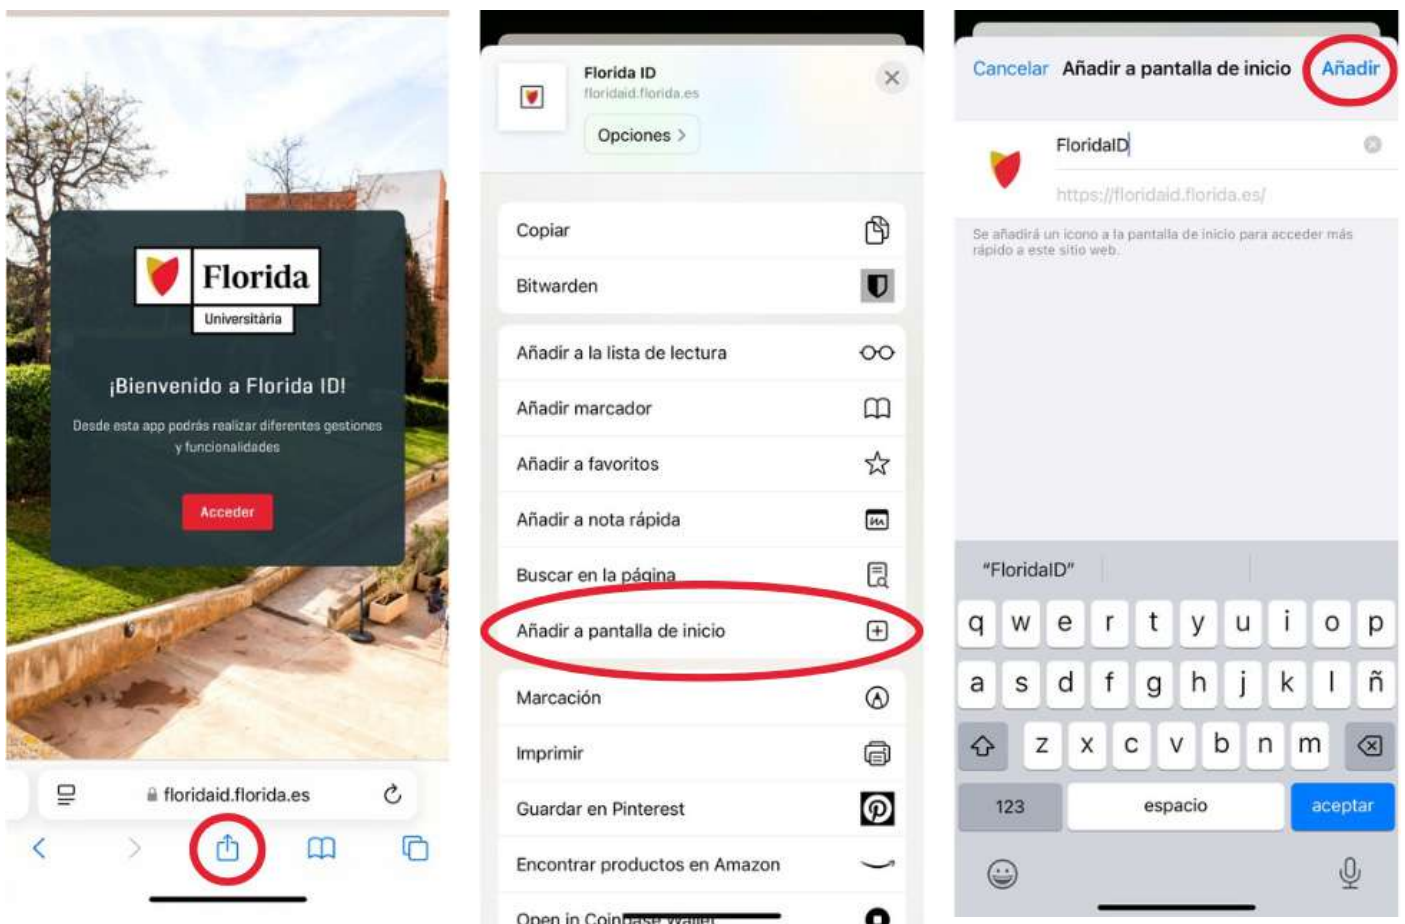 Florida
Universitària
¡Bienvenido a Florida ID!
Desde esta app podrás realizar diferentes gestiones
y funcionalidades
Acceder
floridaid.florida.es
Florida ID
floridaid.florida.es
Opciones >
Copiar
Bitwarden
Añadir a la lista de lectura
Añadir marcador
Añadir a favoritos
Añadir a nota rápida
Buscar en la página
Añadir a pantalla de inicio
Marcación
Imprimir
Guardar en Pinterest
Encontrar productos en Amazon
Open in Coinbase Wallet
Cancelar Añadir a pantalla de inicio Añadir
FloridaID
https://floridaid.florida.es/
Se añadirá un icono a la pantalla de inicio para acceder más
rápido a este sitio web.
“FloridaID”
q w e r t y u i o p
a s d f g h j k l ñ
z x c v b n m
123 espacio aceptar